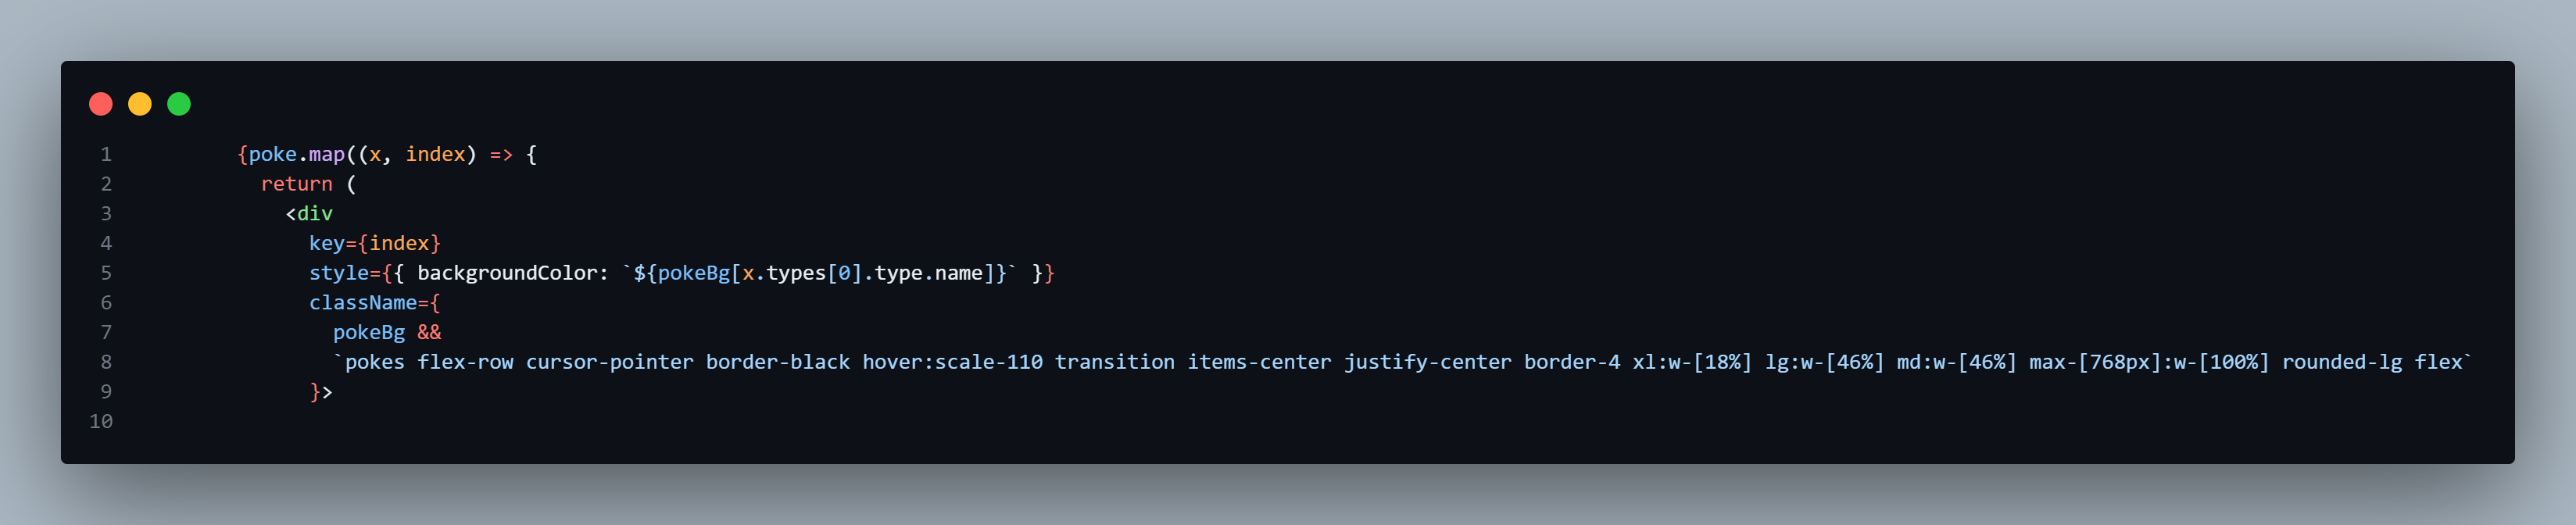 1 {poke.map((x, index) => {
2 return (
3 <div
4 key={index}
5 style={{ backgroundColor: `${pokeBg[x.types[0].type.name]}` }}
6 className={
7 pokeBg &&
8 `pokes flex-row cursor-pointer border-black hover:scale-110 transition items-center justify-center border-4 xl:w-[18%] lg:w-[46%] md:w-[46%] max-[768px]:w-[100%] rounded-lg flex`
9 }>
10